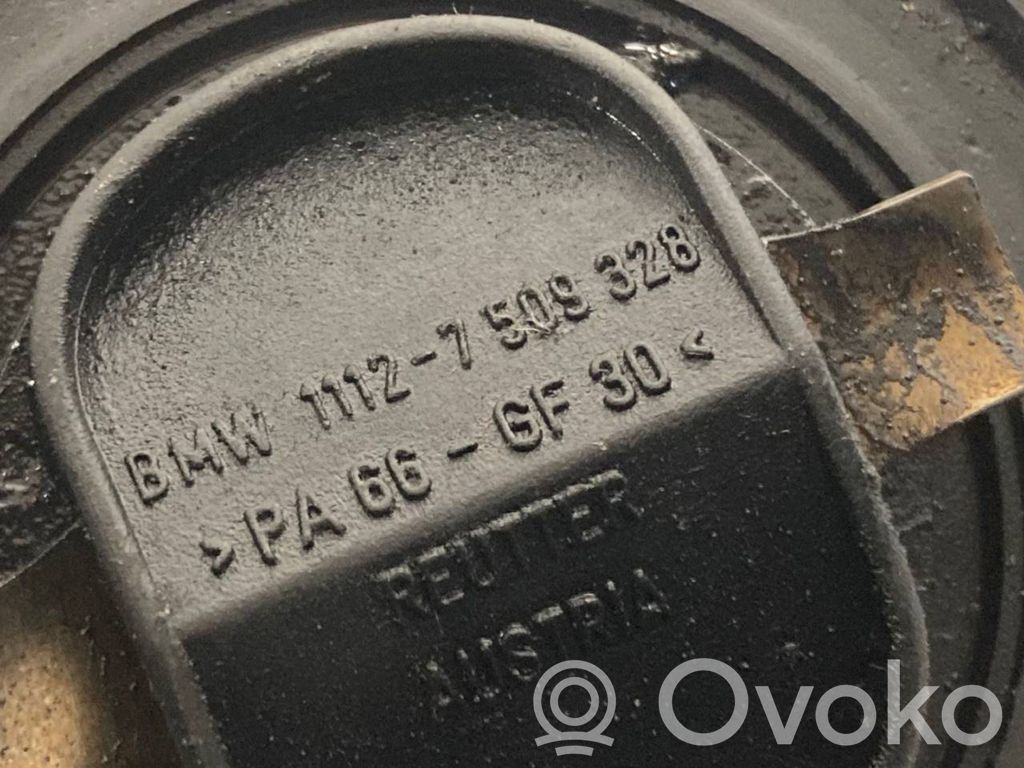 BMW 1112-7 509 328
>PA 66 - GF 30<
REUTTER
AUSTRIA
Ovoko